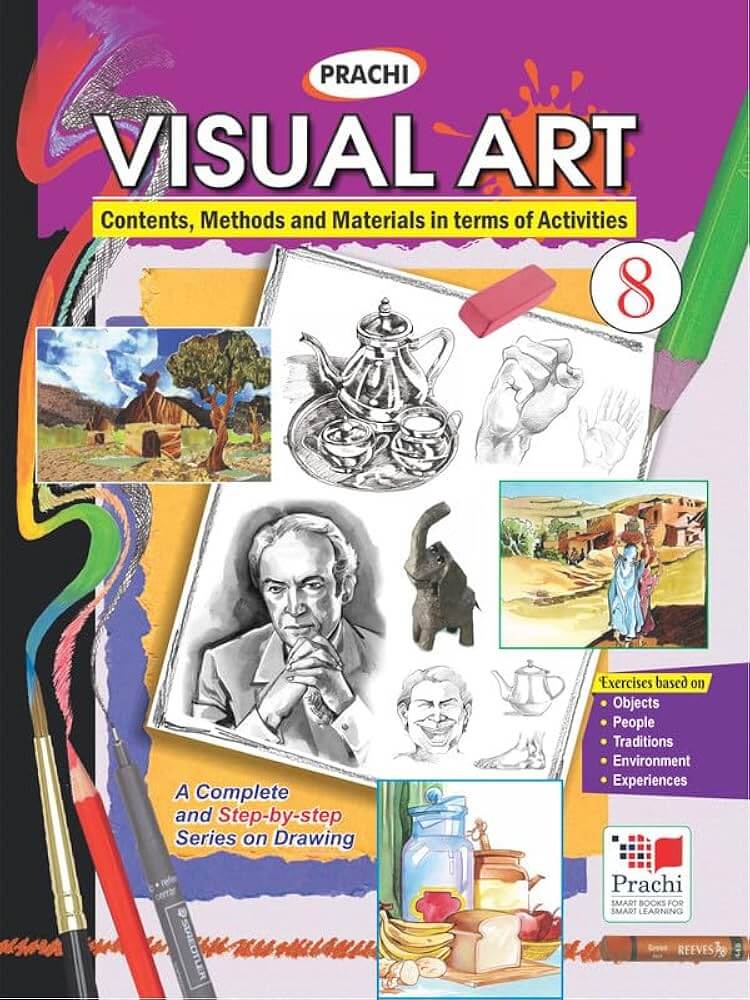 PRACHI
VISUAL ART
Contents, Methods and Materials in terms of Activities
8
Exercises based on
• Objects
• People
• Traditions
• Environment
• Experiences
A Complete
and Step-by-step
Series on Drawing
Prachi
SMART BOOKS FOR
SMART LEARNING
STAEDTLER
REEVES